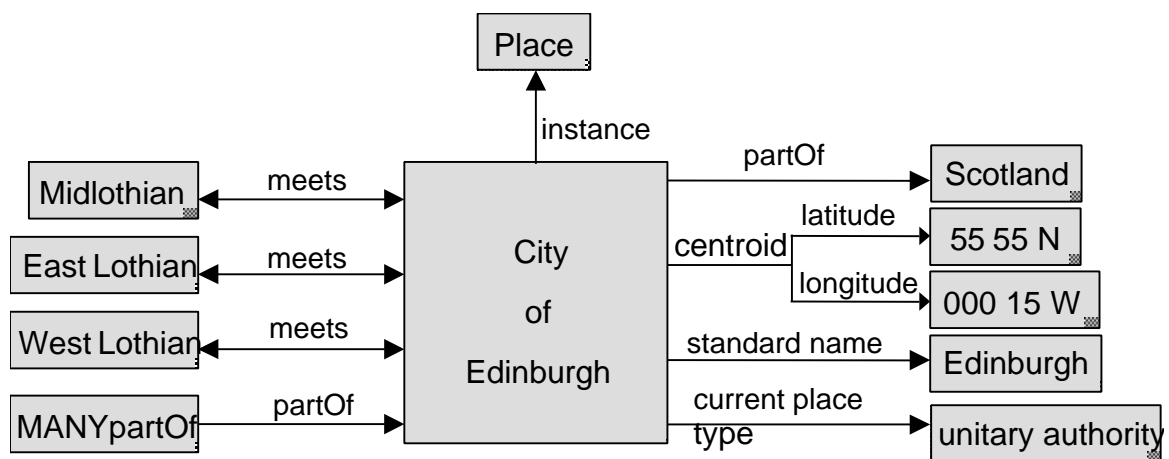 Place
instance
Midlothian
meets
East Lothian
meets
West Lothian
meets
MANYpartOf
partOf
City
of
Edinburgh
partOf
Scotland
centroid
latitude
55 55 N
longitude
000 15 W
standard name
Edinburgh
current place
type
unitary authority